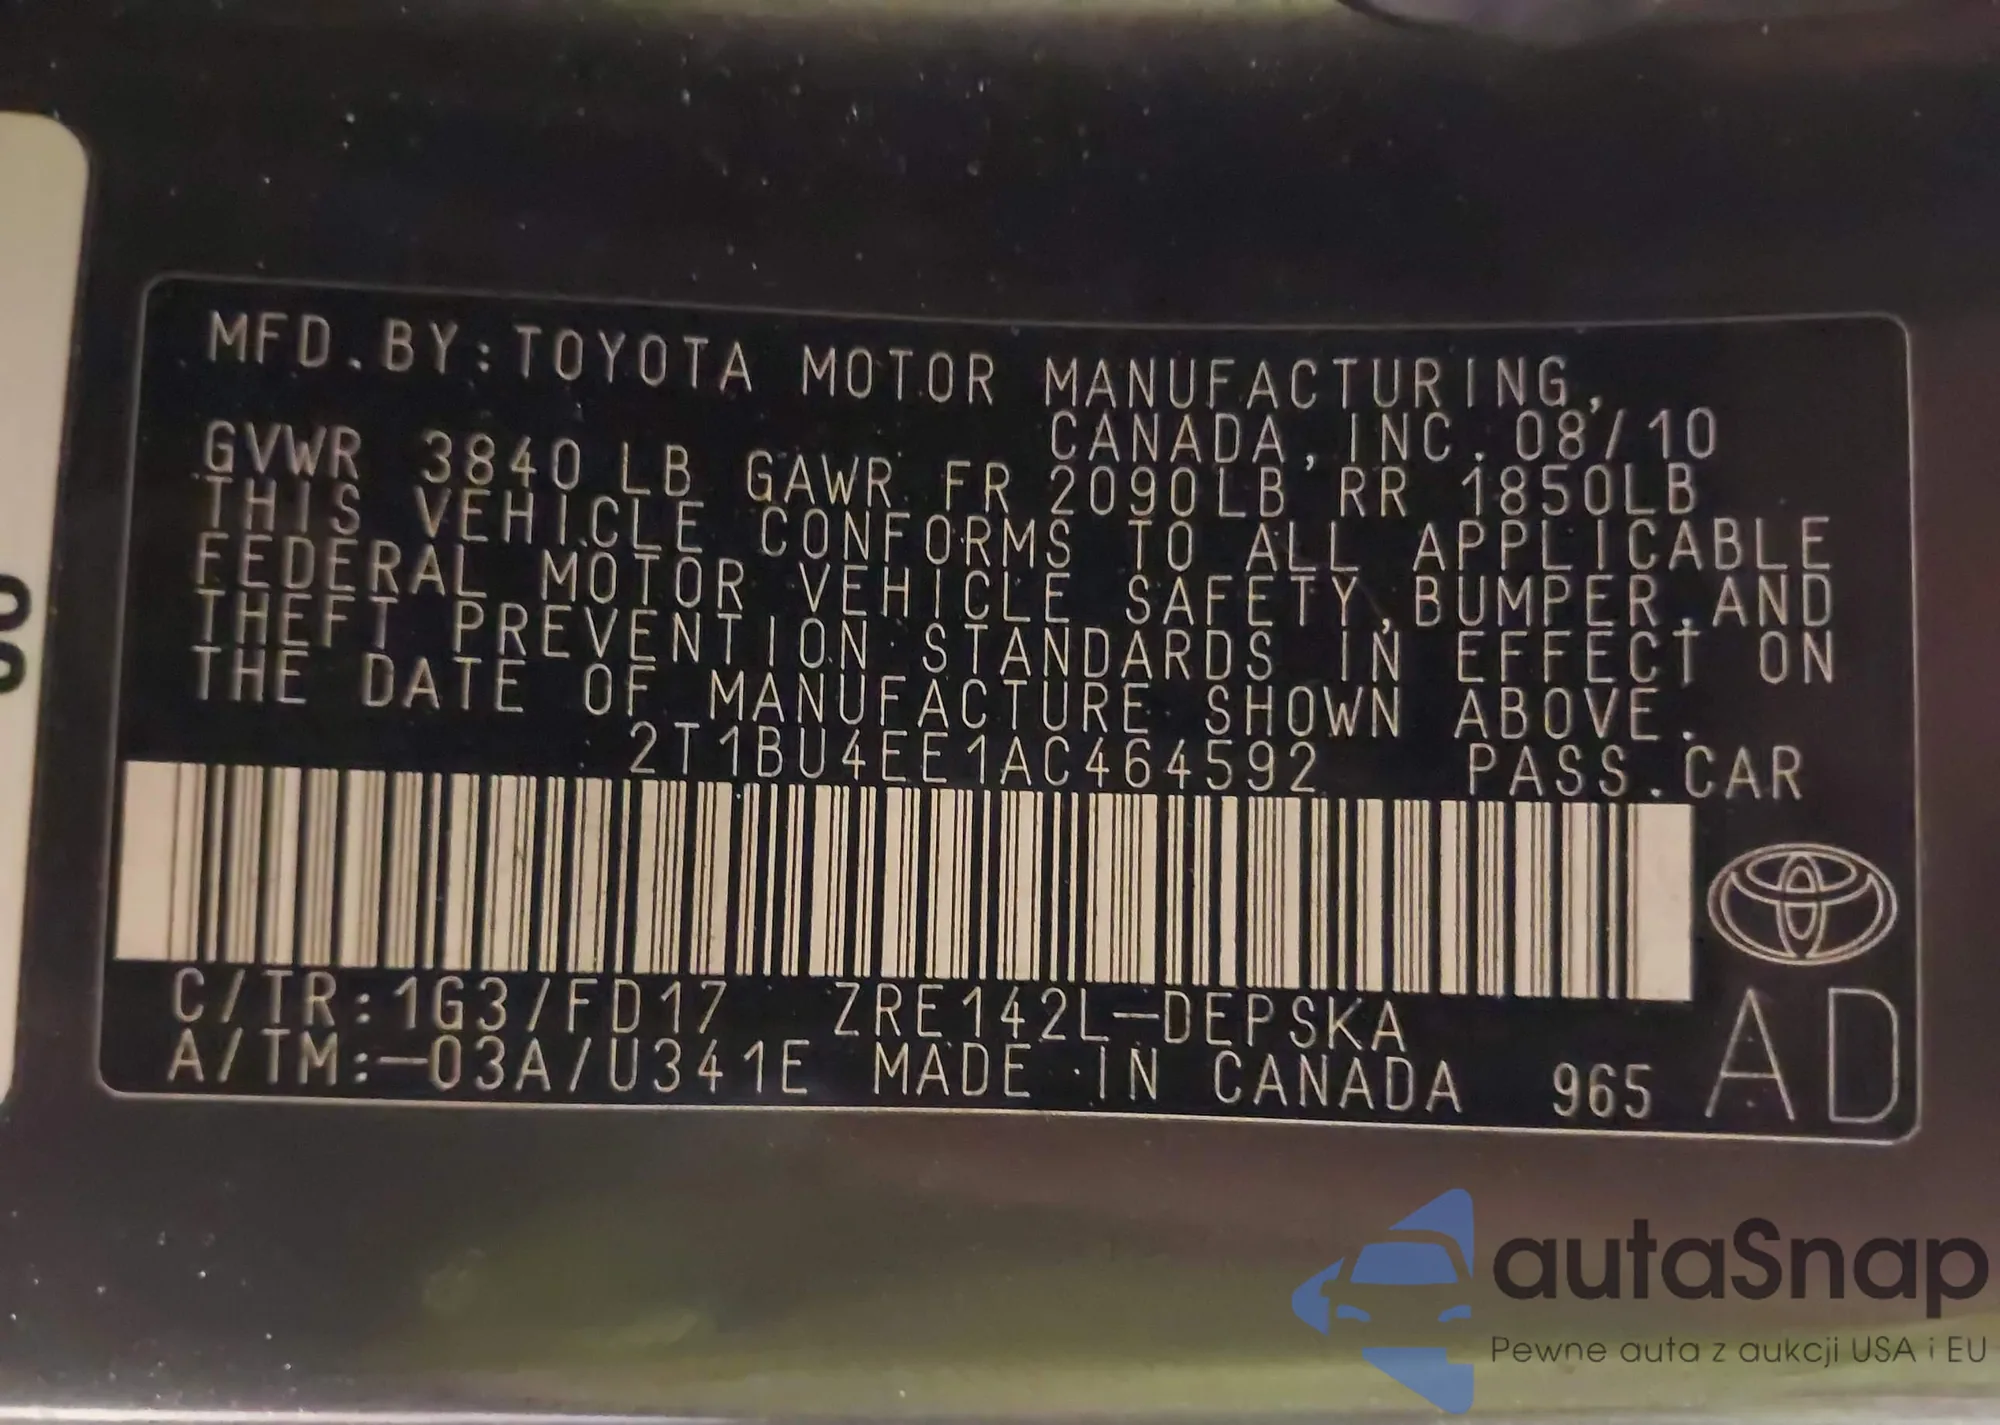 MFD.BY:TOYOTA MOTOR MANUFACTURING,
CANADA,INC. 08/10
GVWR 3840LB GAWR FR 2090LB RR 1850LB
THIS VEHICLE CONFORMS TO ALL APPLICABLE
FEDERAL MOTOR VEHICLE SAFETY,BUMPER,AND
THEFT PREVENTION STANDARDS IN EFFECT ON
THE DATE OF MANUFACTURE SHOWN ABOVE.
2T1BU4EE1AC464592 PASS.CAR
C/TR:1G3/FD17 ZRE142L-DEPSKA
A/TM:-03A/U341E MADE IN CANADA 965 AD
autaSnap
Pewne auta z aukcji USA i EU